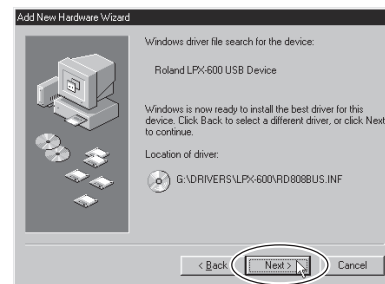 Add New Hardware Wizard
Windows driver file search for the device:
Roland LPX-600 USB Device
Windows is now ready to install the best driver for this
device. Click Back to select a different driver, or click Next
to continue.
Location of driver:
G:\DRIVERS\LPX-600\RD808BUS.INF
< Back
Next >
Cancel